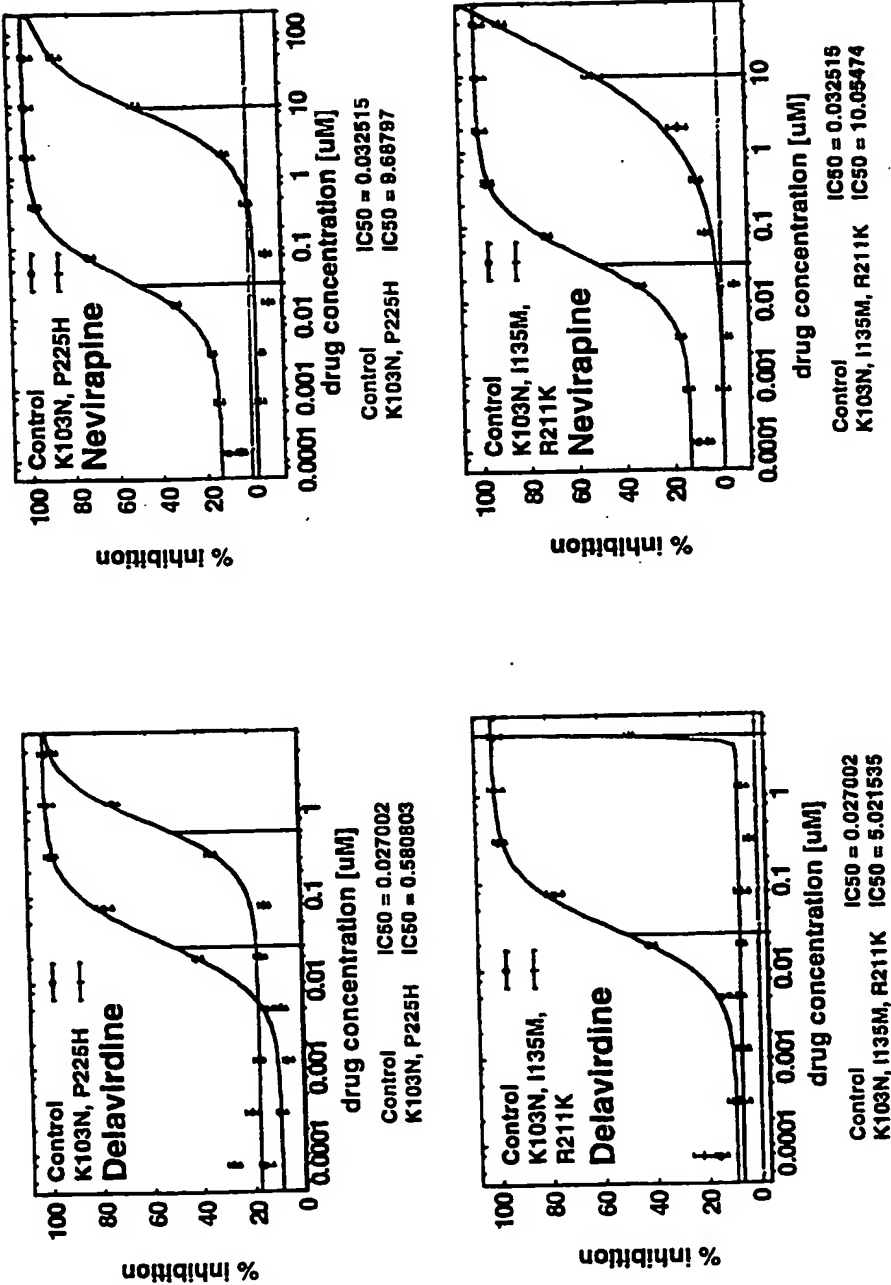 % inhibition
100
80
60
40
20
0
Control
K103N, P225H
Delavirdine
0.0001 0.001 0.01 0.1 1
drug concentration [uM]
Control IC50 = 0.027002
K103N, P225H IC50 = 0.580803
% inhibition
100
80
60
40
20
0
Control
K103N, P225H
Nevirapine
0.0001 0.001 0.01 0.1 1 10 100
drug concentration [uM]
Control IC50 = 0.032515
K103N, P225H IC50 = 9.68797
% inhibition
100
80
60
40
20
0
Control
K103N, I135M,
R211K
Delavirdine
0.0001 0.001 0.01 0.1 1
drug concentration [uM]
Control IC50 = 0.027002
K103N, I135M, R211K IC50 = 5.021535
% inhibition
100
80
60
40
20
0
Control
K103N, I135M,
R211K
Nevirapine
0.0001 0.001 0.01 0.1 1 10
drug concentration [uM]
Control IC50 = 0.032515
K103N, I135M, R211K IC50 = 10.05474